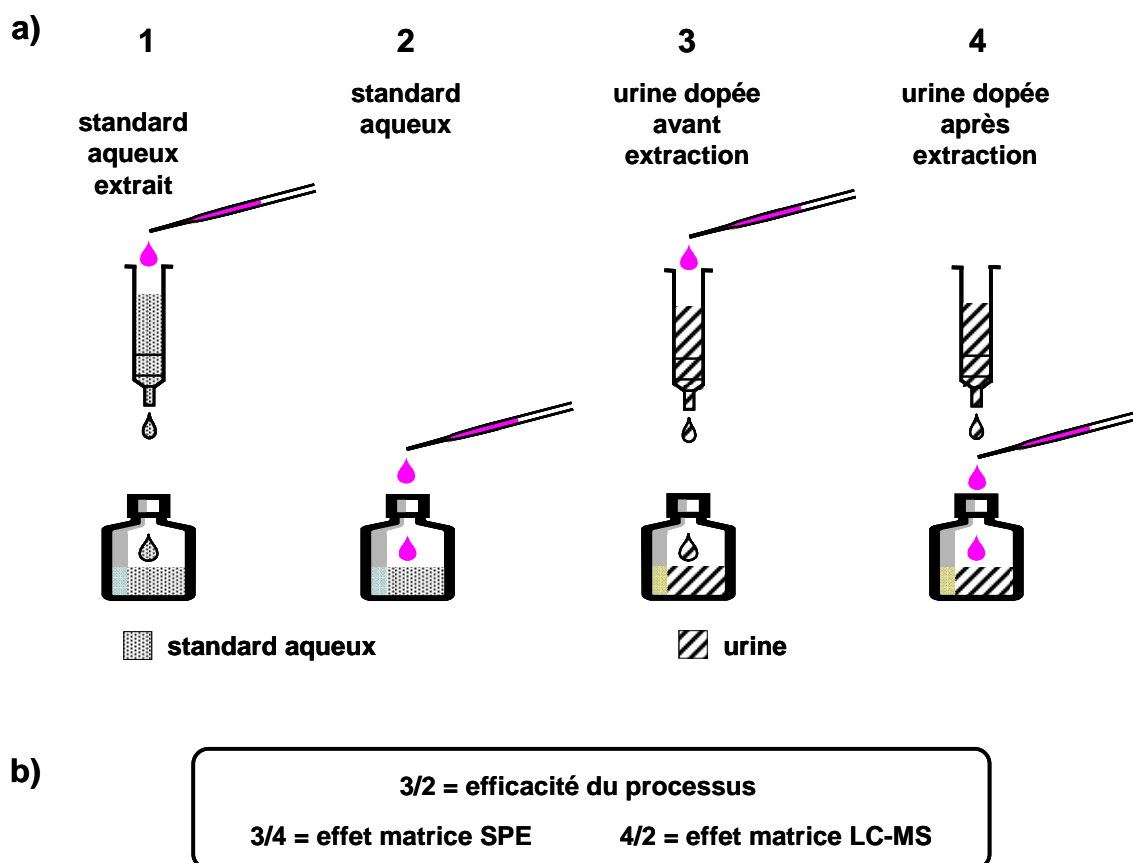 a)
1
2
3
4
standard
aqueux
extrait
standard
aqueux
urine dopée
avant
extraction
urine dopée
après
extraction
standard aqueux
urine
b)
3/2 = efficacité du processus
3/4 = effet matrice SPE
4/2 = effet matrice LC-MS